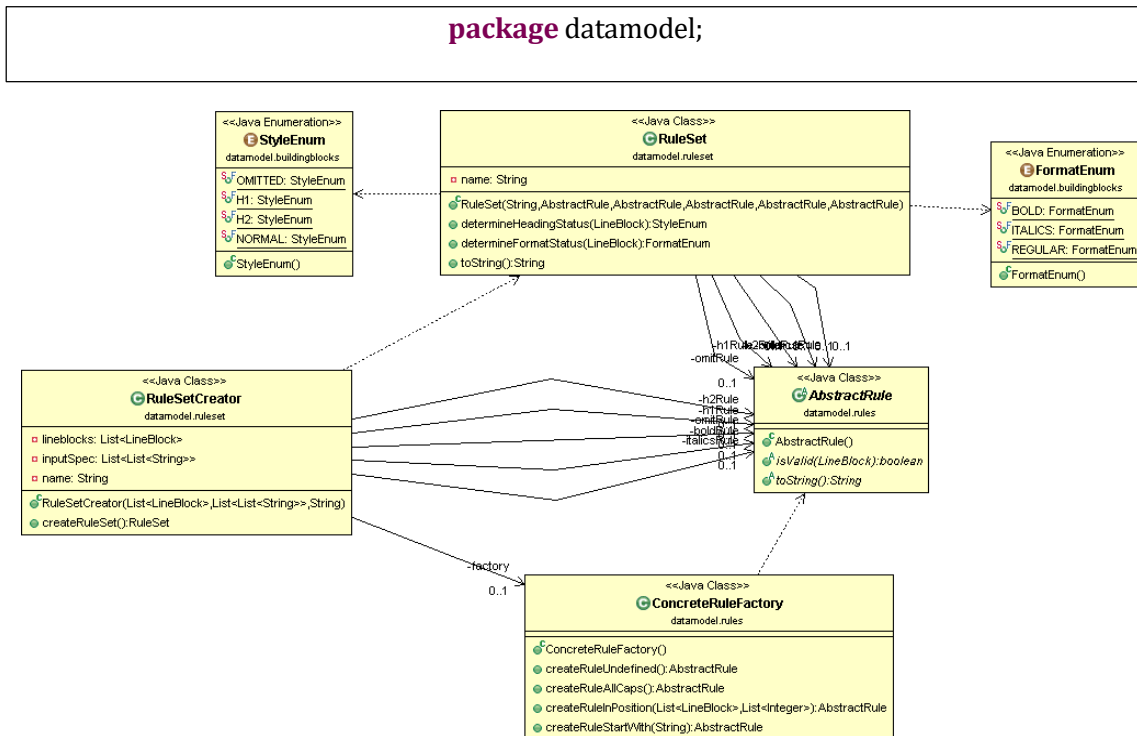 package datamodel;
<<Java Enumeration>>
StyleEnum
datamodel.buildingblocks
OMITTED: StyleEnum
H1: StyleEnum
H2: StyleEnum
NORMAL: StyleEnum
StyleEnum()
<<Java Class>>
RuleSet
datamodel.ruleset
name: String
RuleSet(String,AbstractRule,AbstractRule,AbstractRule,AbstractRule,AbstractRule)
determineHeadingStatus(LineBlock):StyleEnum
determineFormatStatus(LineBlock):FormatEnum
toString():String
<<Java Enumeration>>
FormatEnum
datamodel.buildingblocks
BOLD: FormatEnum
ITALICS: FormatEnum
REGULAR: FormatEnum
FormatEnum()
-h1Rule
0..1
-omitRule
0..1
<<Java Class>>
RuleSetCreator
datamodel.ruleset
lineblocks: List<LineBlock>
inputSpec: List<List<String>>
name: String
RuleSetCreator(List<LineBlock>,List<List<String>>,String)
createRuleSet():RuleSet
-h2Rule
-h1Rule
-omitRule
-boldRule
-italicsRule
0..1
0..1
<<Java Class>>
AbstractRule
datamodel.rules
AbstractRule()
isValid(LineBlock):boolean
toString():String
-factory
0..1
<<Java Class>>
ConcreteRuleFactory
datamodel.rules
ConcreteRuleFactory()
createRuleUndefined():AbstractRule
createRuleAllCaps():AbstractRule
createRuleInPosition(List<LineBlock>,List<Integer>):AbstractRule
createRuleStartWith(String):AbstractRule